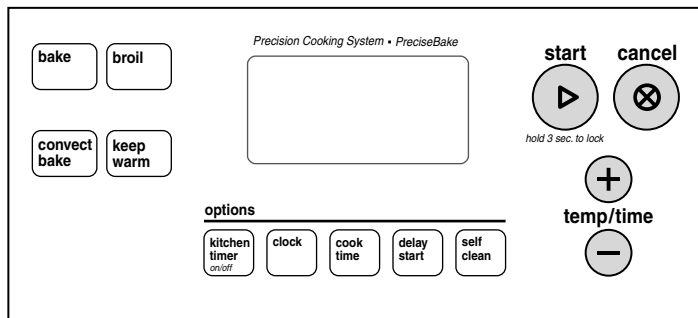 bake
broil
convect
bake
keep
warm
Precision Cooking System • PreciseBake
start
cancel
hold 3 sec. to lock
temp/time
options
kitchen
timer
on/off
clock
cook
time
delay
start
self
clean